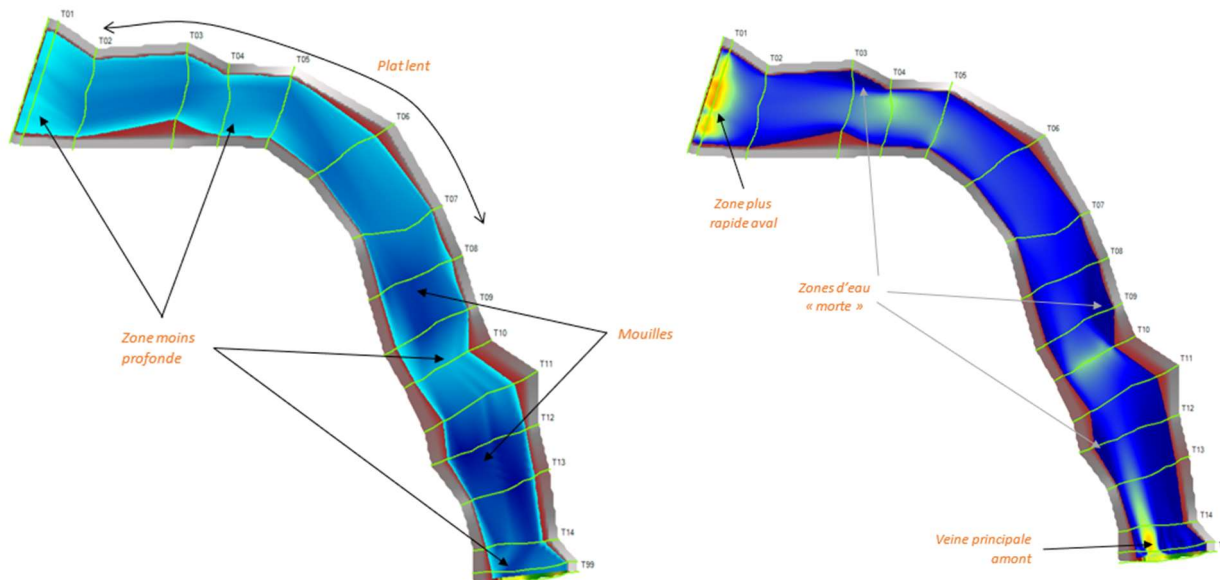 T01
T02
T03
T04
T05
T06
T07
T08
T09
T10
T11
T12
T13
T14
T99
Plat lent
Zone moins
profonde
Mouilles
T01
T02
T03
T04
T05
T06
T07
T08
T09
T10
T11
T12
T13
T14
Zone plus
rapide aval
Zones d'eau
« morte »
Veine principale
amont